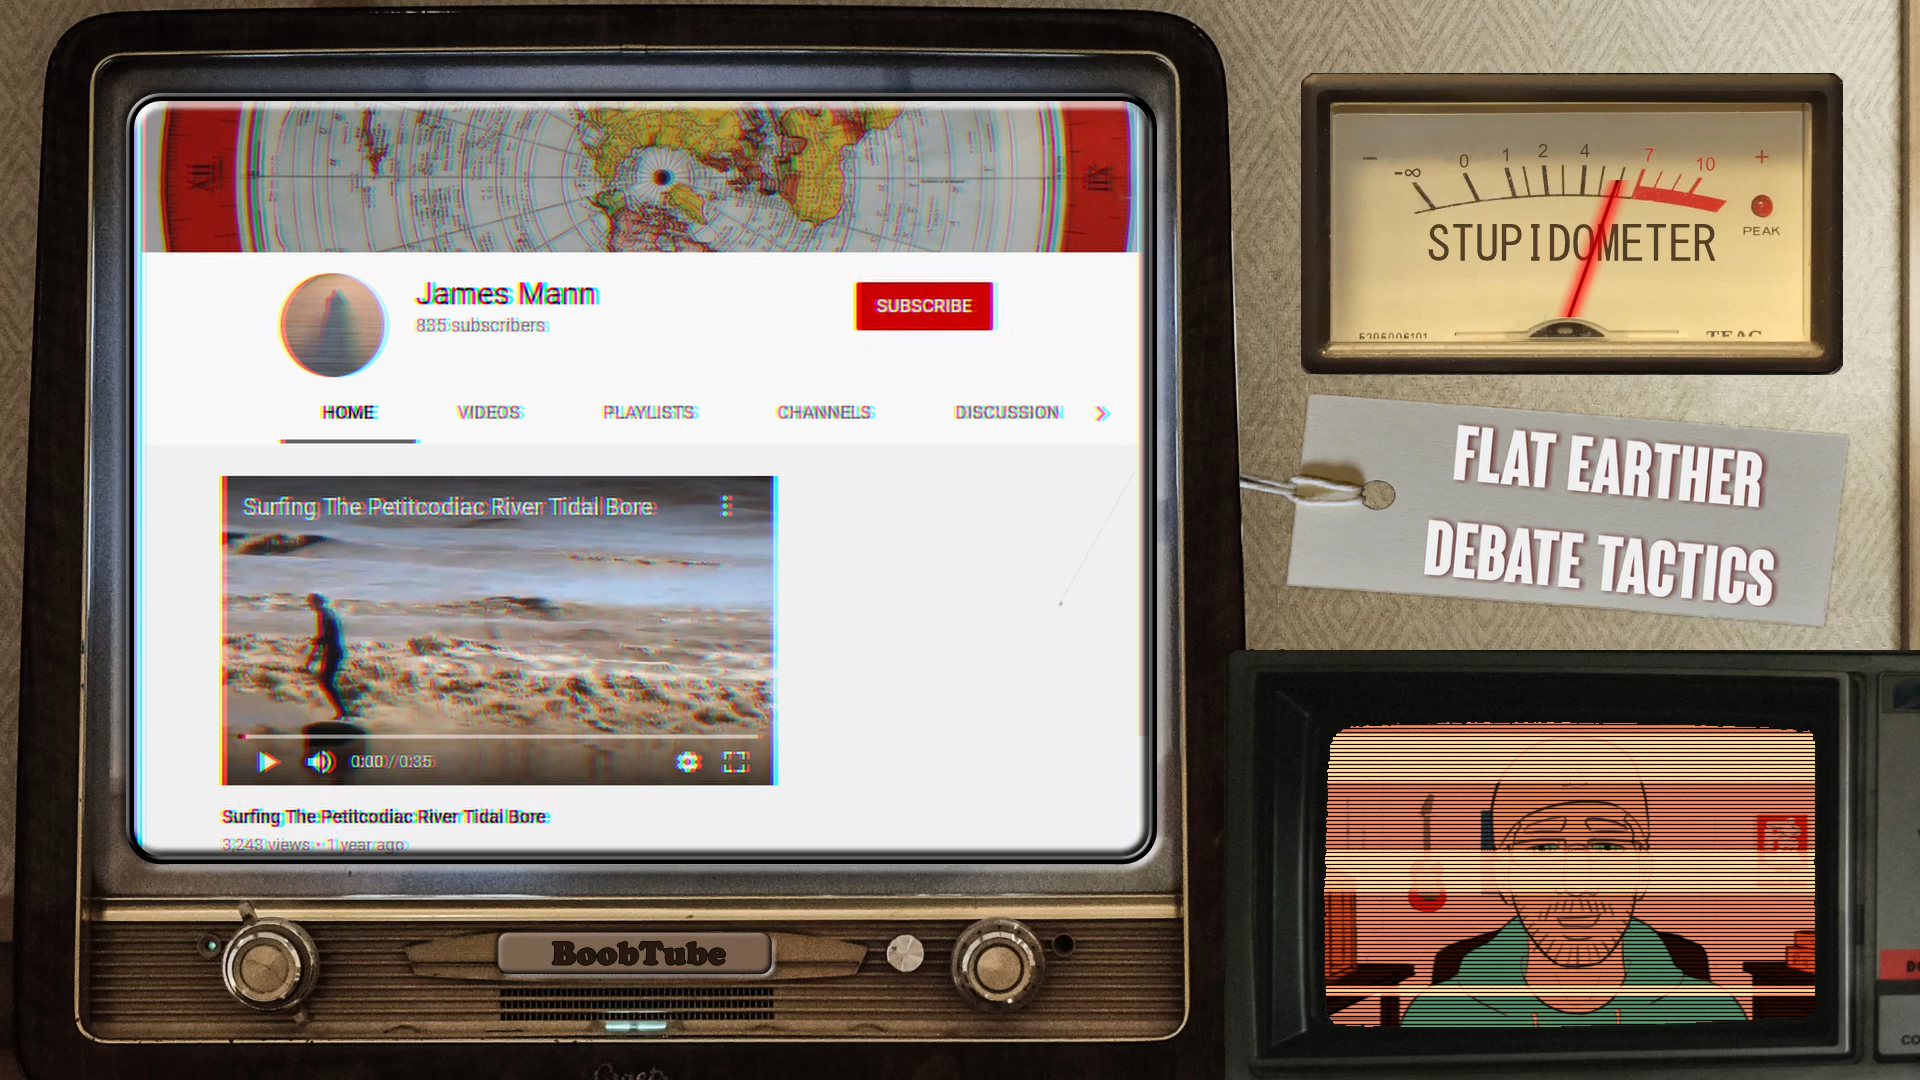 James Mann
835 subscribers
SUBSCRIBE
HOME VIDEOS PLAYLISTS CHANNELS DISCUSSION
Surfing The Petitcodiac River Tidal Bore
0:00 / 0:35
Surfing The Petitcodiac River Tidal Bore
3,243 views • 1 year ago
BoobTube
- -∞ 0 1 2 4 7 10 +
PEAK
STUPIDOMETER
5206006101 TEAC
FLAT EARTHER
DEBATE TACTICS